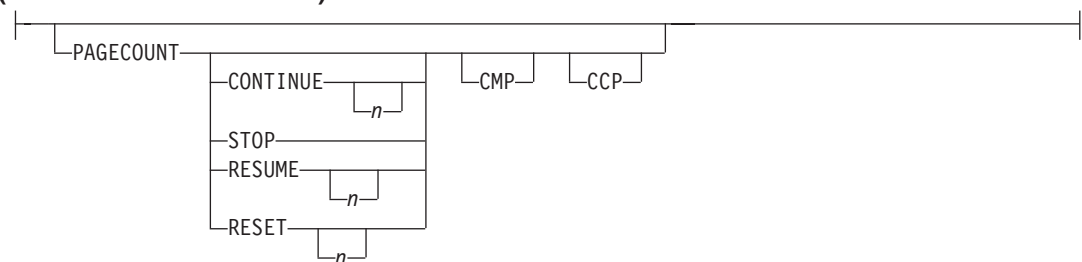 PAGECOUNT
CONTINUE n CMP CCP
STOP
RESUME n
RESET n